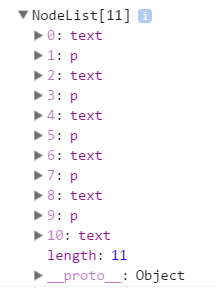 NodeList[11] i
0: text
1: p
2: text
3: p
4: text
5: p
6: text
7: p
8: text
9: p
10: text
length: 11
__proto__: Object